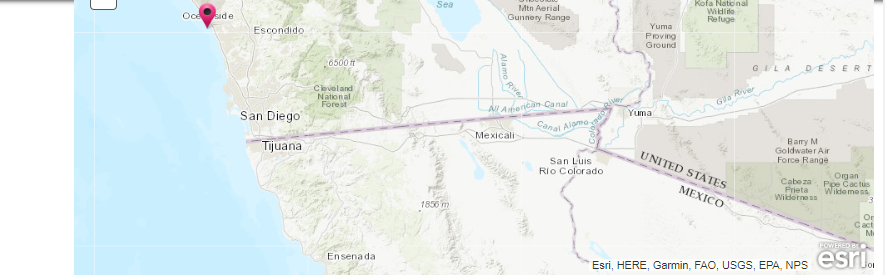 Mtn Aerial
Gunnery Range
Sea
Kofa National
Wildlife
Refuge
Escondido
Yuma
Proving
Ground
6500 ft
Alamo River
GILA DESERT
Cleveland
National
Forest
Gila River
All American Canal
San Diego
Colorado River
Yuma
Canal Alamo
Mexicali
Tijuana
Barry M
Goldwater Air
Force Range
San Luis
Río Colorado
UNITED STATES
MEXICO
Cabeza
Prieta
Wilderness
Organ
Pipe Cactus
Wilderness
1856 m
Ensenada
POWERED BY
esri
Esri, HERE, Garmin, FAO, USGS, EPA, NPS